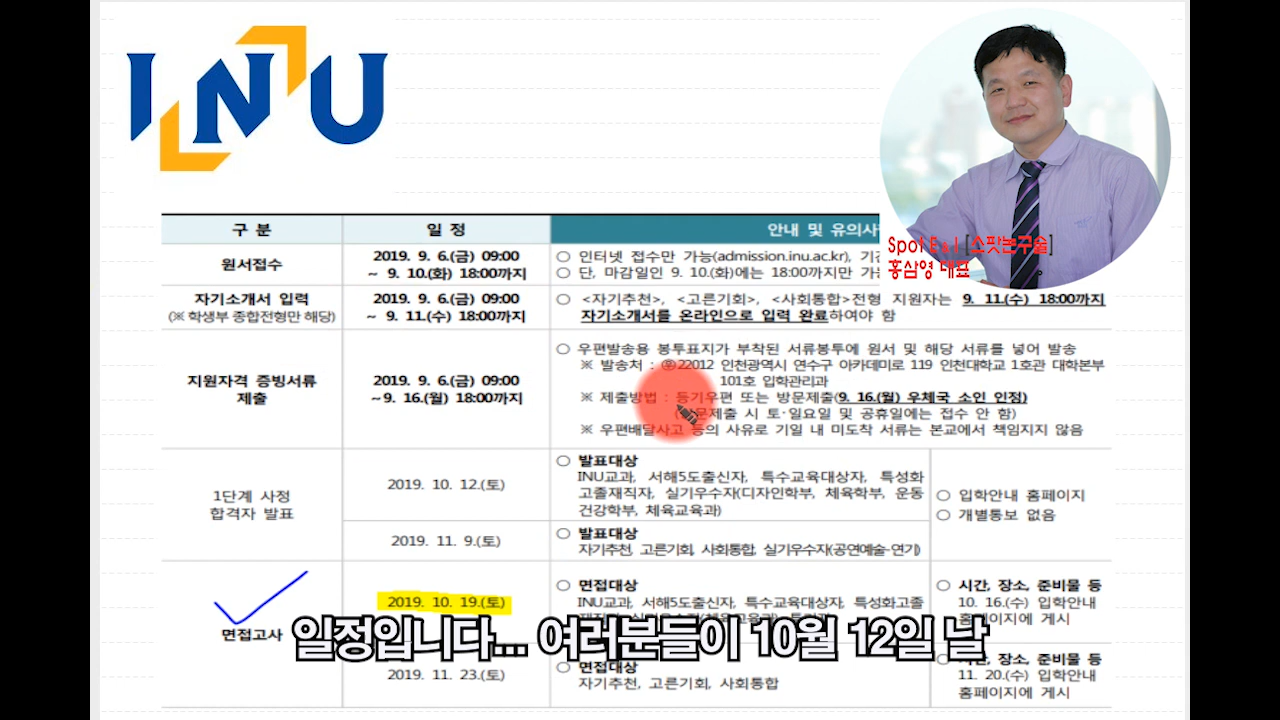 INU
Spot E&I [스팟논구술]
홍삼영 대표
구 분 일 정 안내 및 유의사
원서접수
2019. 9. 6.(금) 09:00
~ 9. 10.(화) 18:00까지
○ 인터넷 접수만 가능(admission.inu.ac.kr),
○ 단, 마감일인 9. 10.(화)에는 18:00까지만
자기소개서 입력
(※ 학생부 종합전형만 해당)
2019. 9. 6.(금) 09:00
~ 9. 11.(수) 18:00까지
○ <자기추천>, <고른기회>, <사회통합>전형 지원자는 9. 11.(수) 18:00까지
자기소개서를 온라인으로 입력 완료하여야 함
지원자격 증빙서류
제출
2019. 9. 6.(금) 09:00
~9. 16.(월) 18:00까지
○ 우편발송용 봉투표지가 부착된 서류봉투에 원서 및 해당 서류를 넣어 발송
※ 발송처 : ㉾22012 인천광역시 연수구 아카데미로 119 인천대학교 1호관 대학본부
101호 입학관리과
※ 제출방법 : 등기우편 또는 방문제출(9. 16.(월) 우체국 소인 인정)
(방문제출 시 토·일요일 및 공휴일에는 접수 안 함)
※ 우편배달사고 등의 사유로 기일 내 미도착 서류는 본교에서 책임지지 않음
1단계 사정
합격자 발표
2019. 10. 12.(토)
○ 발표대상
INU교과, 서해5도출신자, 특수교육대상자, 특성화
고졸재직자, 실기우수자(디자인학부, 체육학부, 운동
건강학부, 체육교육과)
○ 입학안내 홈페이지
○ 개별통보 없음
2019. 11. 9.(토)
○ 발표대상
자기추천, 고른기회, 사회통합, 실기우수자(공연예술-연기)
면접고사
2019. 10. 19.(토)
○ 면접대상
INU교과, 서해5도출신자, 특수교육대상자, 특성화고졸
○ 시간, 장소, 준비물 등
10. 16.(수) 입학안내
홈페이지에 게시
일정입니다... 여러분들이 10월 12일 날
2019. 11. 23.(토)
○ 면접대상
자기추천, 고른기회, 사회통합
○ 시간, 장소, 준비물 등
11. 20.(수) 입학안내
홈페이지에 게시